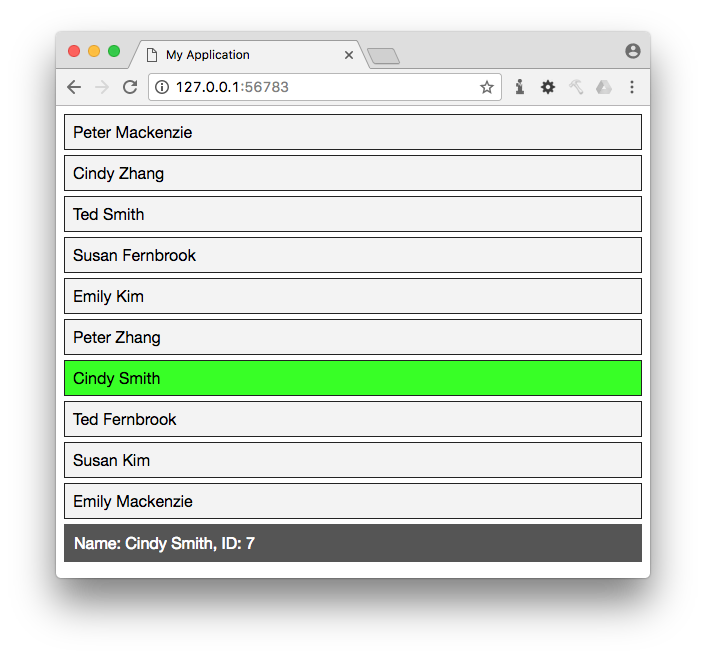 My Application
127.0.0.1:56783
Peter Mackenzie
Cindy Zhang
Ted Smith
Susan Fernbrook
Emily Kim
Peter Zhang
Cindy Smith
Ted Fernbrook
Susan Kim
Emily Mackenzie
Name: Cindy Smith, ID: 7